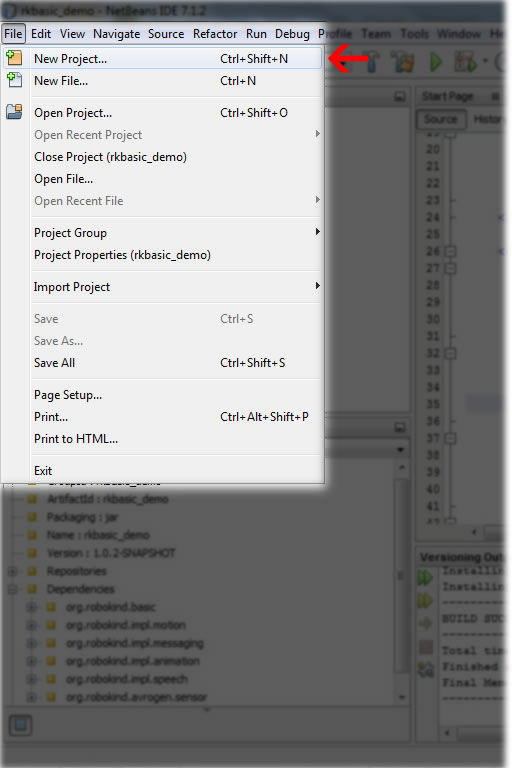 rkbasic_demo - NetBeans IDE 7.1.2
File Edit View Navigate Source Refactor Run Debug Profile Team Tools Window He
New Project... Ctrl+Shift+N
New File... Ctrl+N
Open Project... Ctrl+Shift+O
Open Recent Project
Close Project (rkbasic_demo)
Open File...
Open Recent File
Project Group
Project Properties (rkbasic_demo)
Import Project
Save Ctrl+S
Save As...
Save All Ctrl+Shift+S
Page Setup...
Print... Ctrl+Alt+Shift+P
Print to HTML...
Exit
Start Page
Source Histor
20
21
22
23
24 <
25
26 <
27
28
29
30
31
32
33
34
35
36
37
38
39
40
41
42
ArtifactId : rkbasic_demo
Packaging : jar
Name : rkbasic_demo
Version : 1.0.2-SNAPSHOT
Repositories
Dependencies
org.robokind.basic
org.robokind.impl.motion
org.robokind.impl.messaging
org.robokind.impl.animation
org.robokind.impl.speech
org.robokind.avrogen.sensor
Versioning Outp
Installin
Installin
---------
BUILD SUC
---------
Total tim
Finished
Final Mem
---------